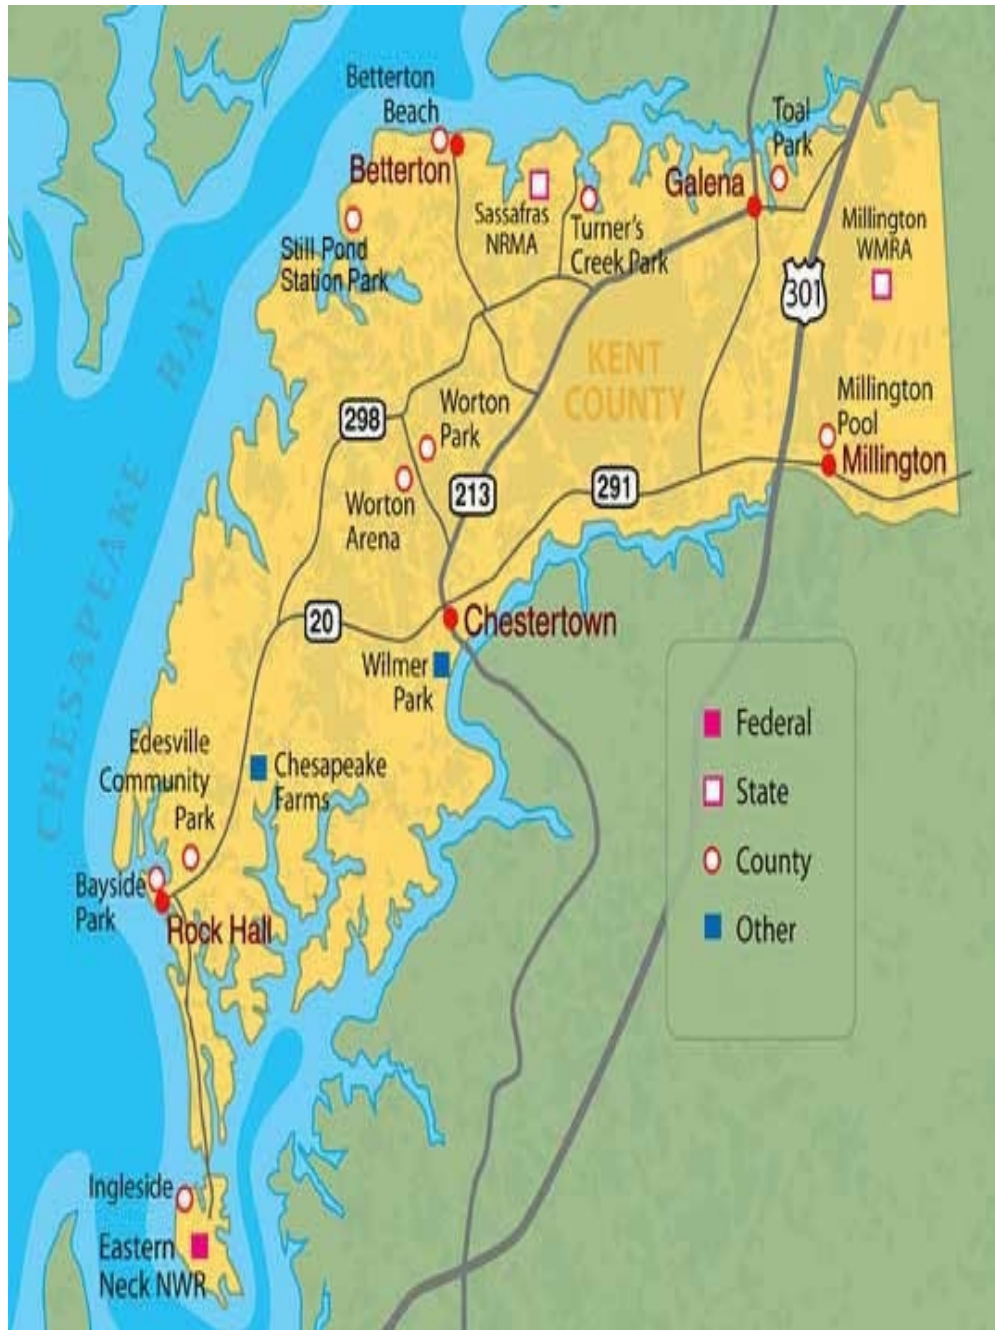 Betterton
Beach
Betterton
Toal
Park
Galena
Sassafras
NRMA
Turner's
Creek Park
Millington
WMRA
Still Pond
Station Park
301
BAY
KENT
COUNTY
298
Worton
Park
Millington
Pool
Millington
Worton
Arena
213
291
CHESAPEAKE
20
Chestertown
Wilmer
Park
Edesville
Community
Park
Chesapeake
Farms
Bayside
Park
Rock Hall
Federal
State
County
Other
Ingleside
Eastern
Neck NWR